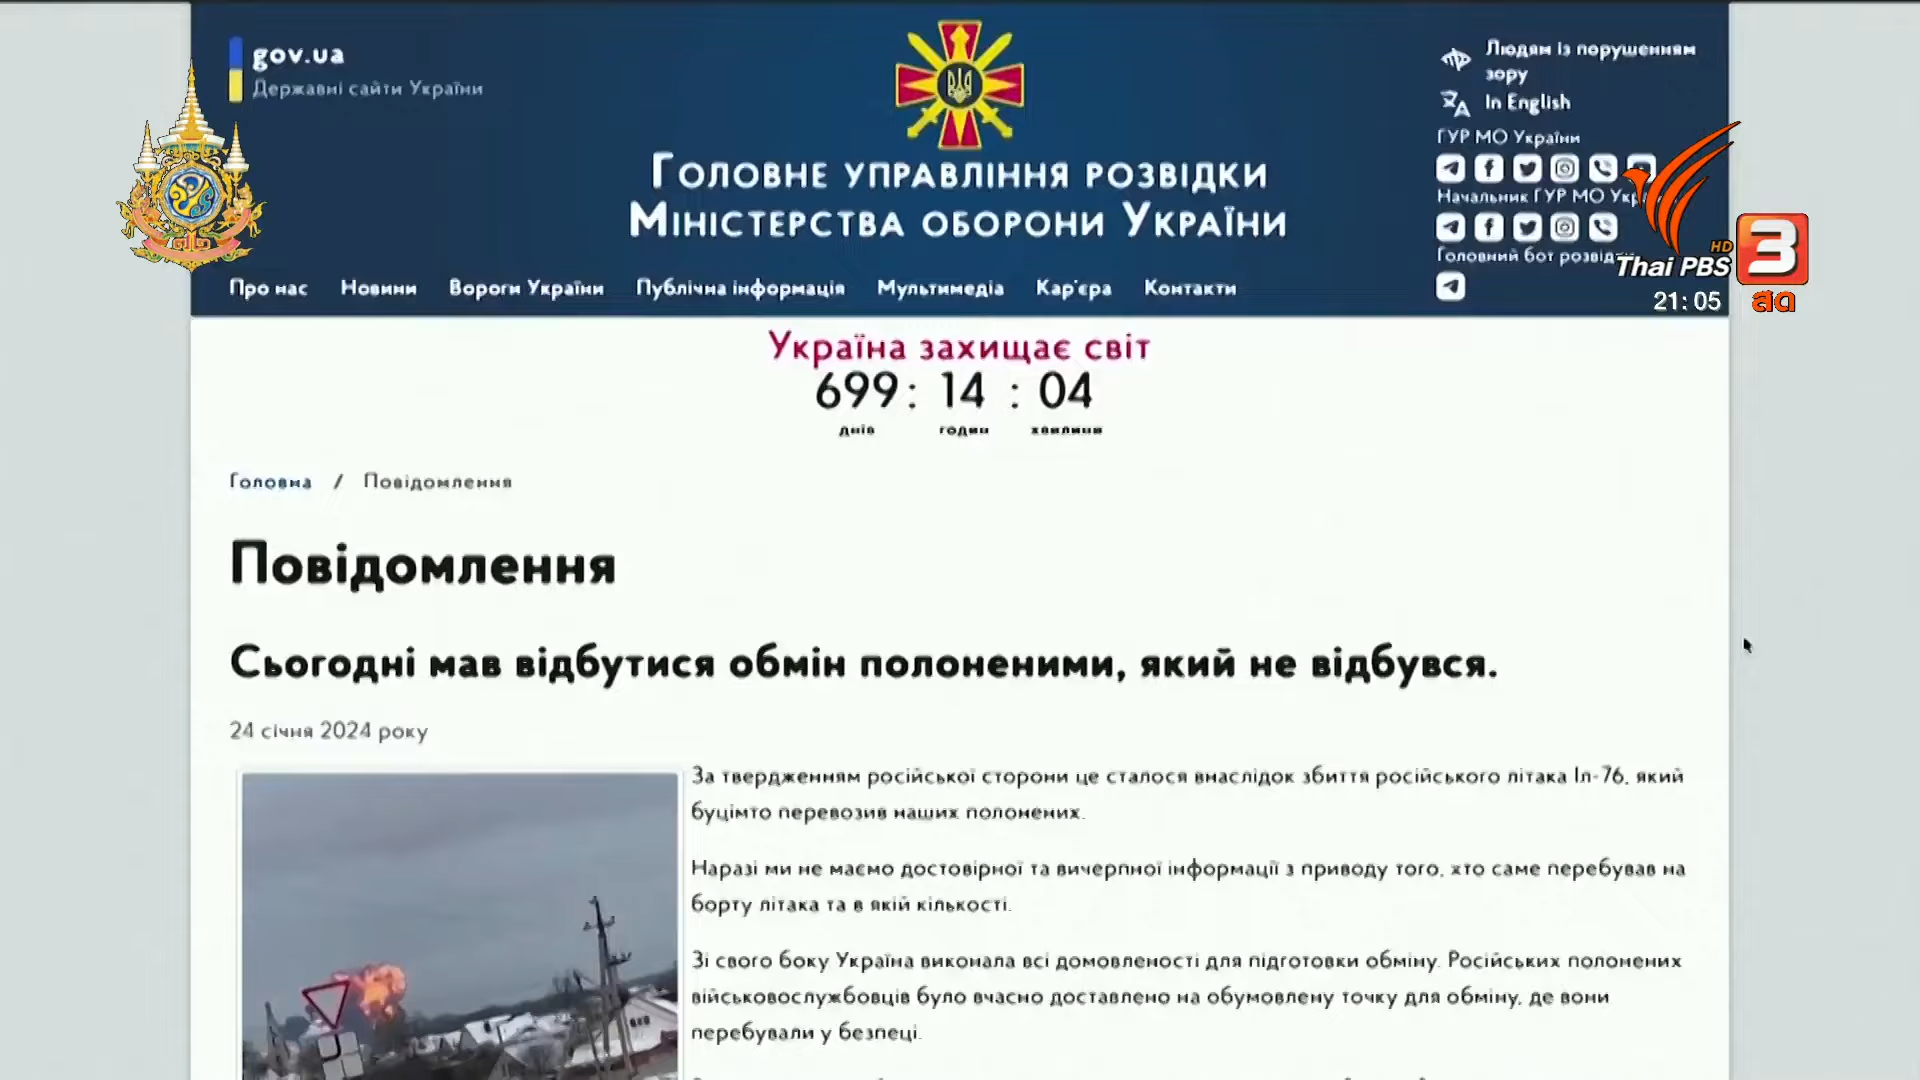 gov.ua
Державні сайти України
Головне управління розвідки
Міністерства оборони України
Людям із порушенням
зору
In English
ГУР МО України
Начальник ГУР МО
Головний бот
Thai PBS
HD
3
21:05
สด
Про нас Новини Вороги України Публічна інформація Мультимедіа Кар'єра Контакти
Україна захищає світ
699 : 14 : 04
днів годин хвилини
Головна / Повідомлення
Повідомлення
Сьогодні мав відбутися обмін полоненими, який не відбувся.
24 січня 2024 року
За твердженням російської сторони це сталося внаслідок збиття російського літака Іл-76, який
буцімто перевозив наших полонених.
Наразі ми не маємо достовірної та вичерпної інформації з приводу того, хто саме перебував на
борту літака та в якій кількості.
Зі свого боку Україна виконала всі домовленості для підготовки обміну. Російських полонених
військовослужбовців було вчасно доставлено на обумовлену точку для обміну, де вони
перебували у безпеці.